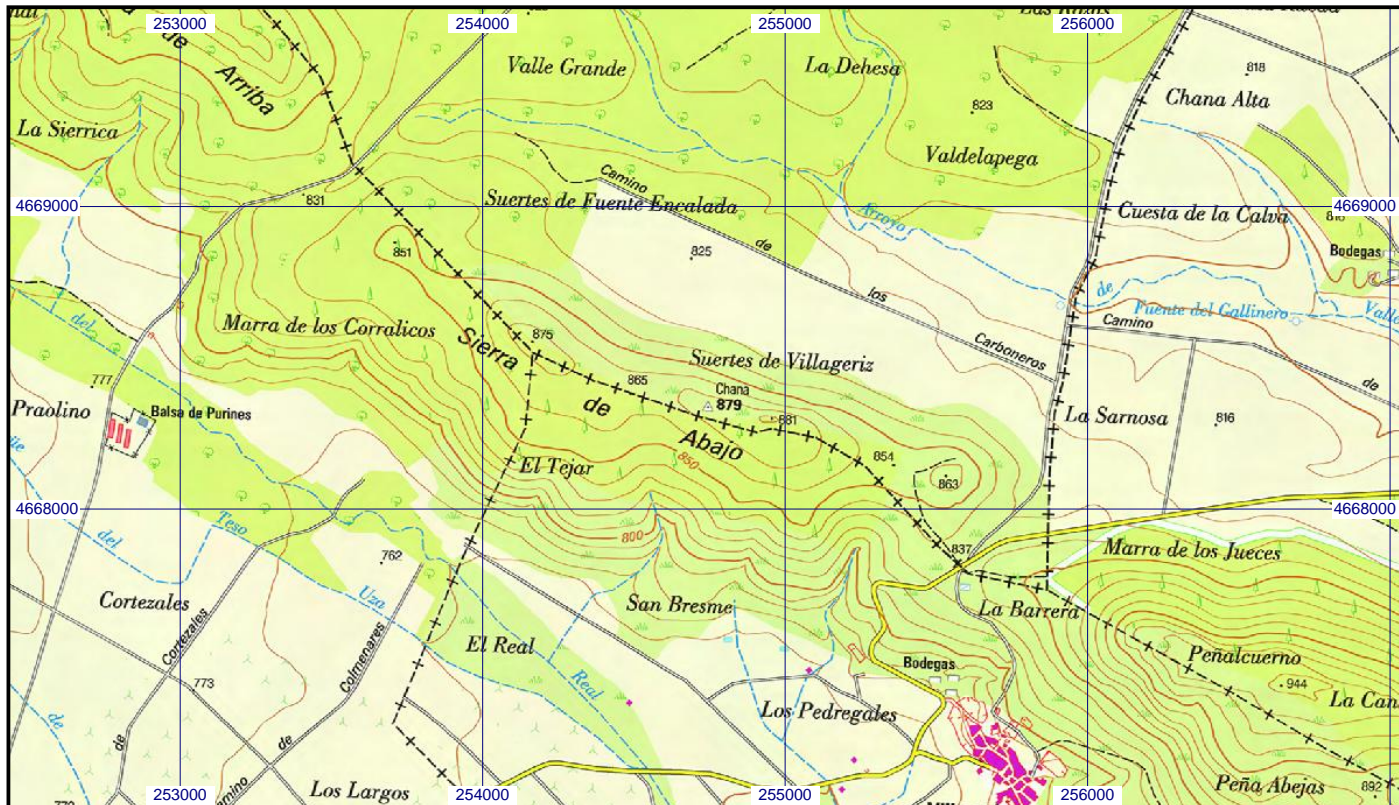 253000
254000
255000
256000
de
Arriba
Valle Grande
La Dehesa
818
Chana Alta
823
La Sierrica
Valdelapega
Camino
831
Suertes de Fuente Encalada
4669000
4669000
Arroyo
Cuesta de la Calva
de
825
851
Bodegas
los
de
Fuente del Gallinero
Valle
del
Marra de los Corralicos
875
Sierra
Camino
Carboneros
Suertes de Villageriz
777
865
Chana
879
de
Praolino
Balsa de Purines
de
881
La Sarnosa
816
Abajo
854
El Tejar
850
863
4668000
4668000
Teso
del
800
837
Marra de los Jueces
762
Uza
Cortezales
Cortezales
San Bresme
La Barrera
El Real
Colmenares
Peñalcuerno
Bodegas
773
Real
944
Los Pedregales
de
de
de
Peña Abejas
892
Los Largos
253000
254000
255000
256000